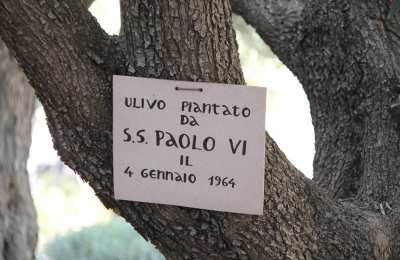 ULIVO PIANTATO
DA
S.S. PAOLO VI
IL
4 GENNAIO 1964